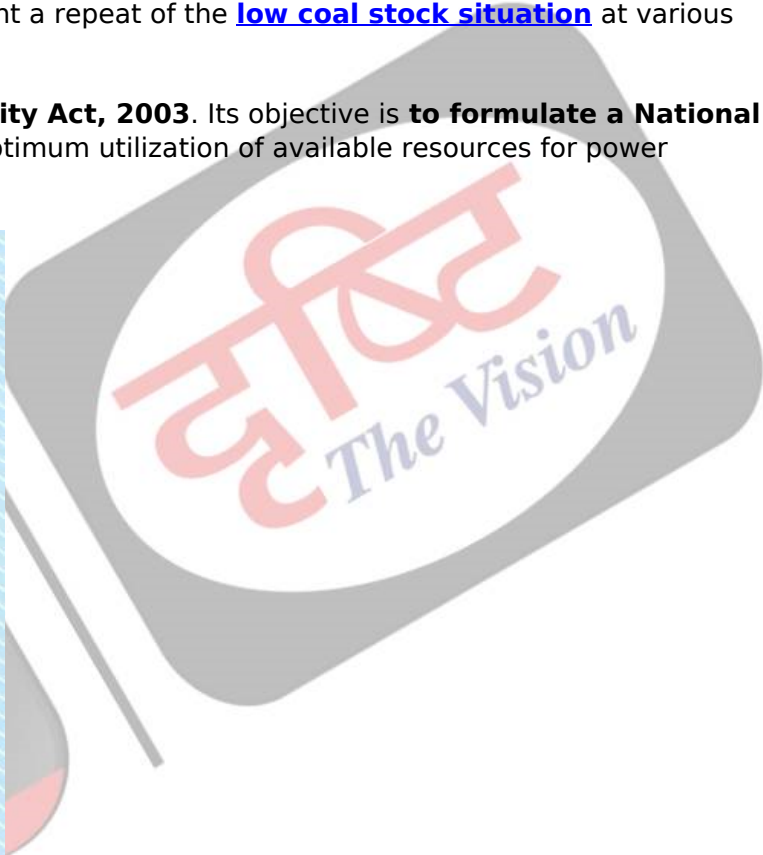 nt a repeat of the low coal stock situation at various
ity Act, 2003. Its objective is to formulate a National
ptimum utilization of available resources for power
दृष्टि
The Vision